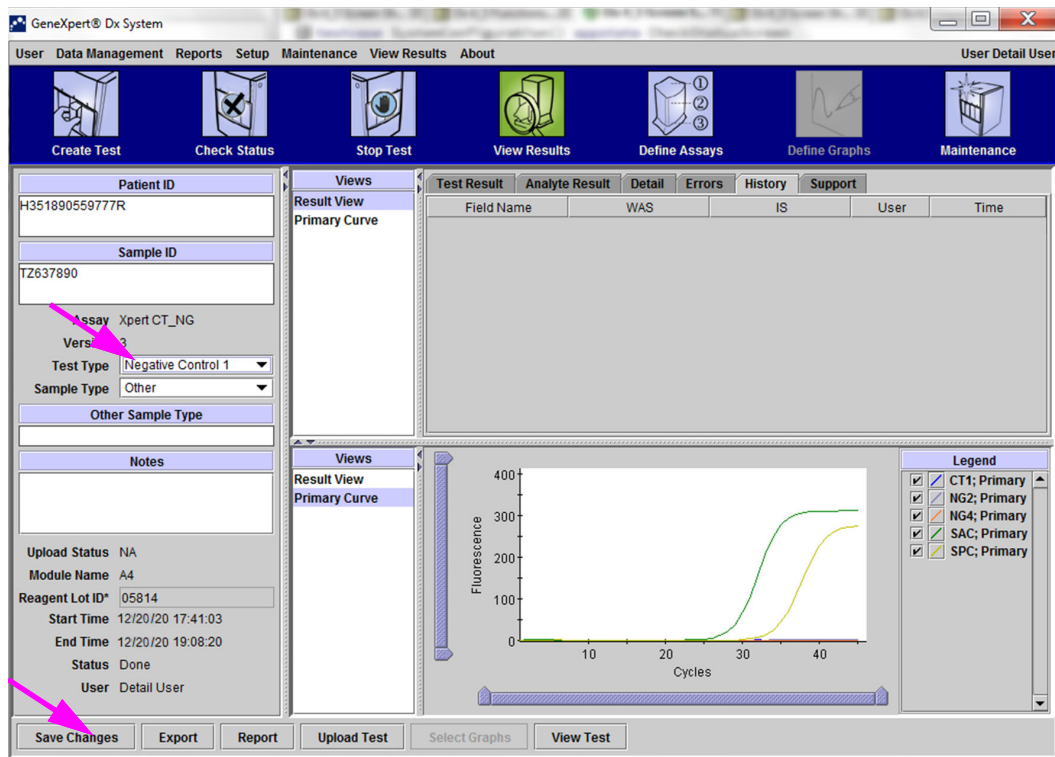 GeneXpert® Dx System
User Data Management Reports Setup Maintenance View Results About User Detail User
Create Test Check Status Stop Test View Results Define Assays Define Graphs Maintenance
Patient ID
H351890559777R
Sample ID
TZ637890
Assay Xpert CT_NG
Version 3
Test Type Negative Control 1
Sample Type Other
Other Sample Type
Notes
Upload Status NA
Module Name A4
Reagent Lot ID* 05814
Start Time 12/20/20 17:41:03
End Time 12/20/20 19:08:20
Status Done
User Detail User
Views
Result View
Primary Curve
Test Result Analyte Result Detail Errors History Support
Field Name WAS IS User Time
Views
Result View
Primary Curve
Fluorescence
400
300
200
100
0
10 20 30 40
Cycles
Legend
CT1; Primary
NG2; Primary
NG4; Primary
SAC; Primary
SPC; Primary
Save Changes Export Report Upload Test Select Graphs View Test